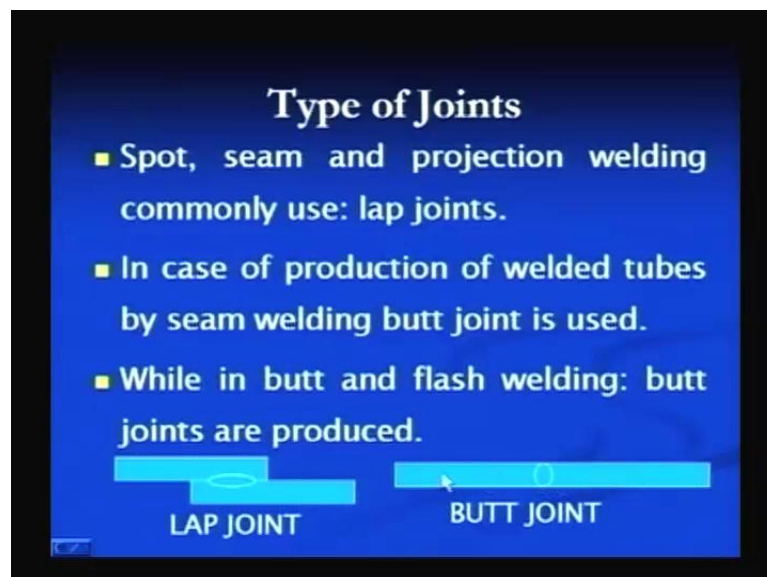 Type of Joints
Spot, seam and projection welding
commonly use: lap joints.
In case of production of welded tubes
by seam welding butt joint is used.
While in butt and flash welding: butt
joints are produced.
LAP JOINT
BUTT JOINT